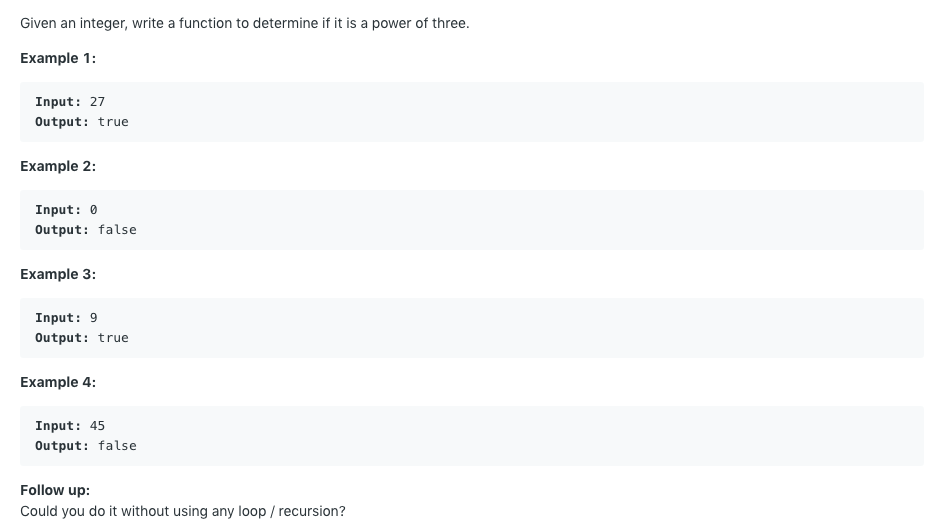 Given an integer, write a function to determine if it is a power of three.
Example 1:
Input: 27
Output: true
Example 2:
Input: 0
Output: false
Example 3:
Input: 9
Output: true
Example 4:
Input: 45
Output: false
Follow up:
Could you do it without using any loop / recursion?